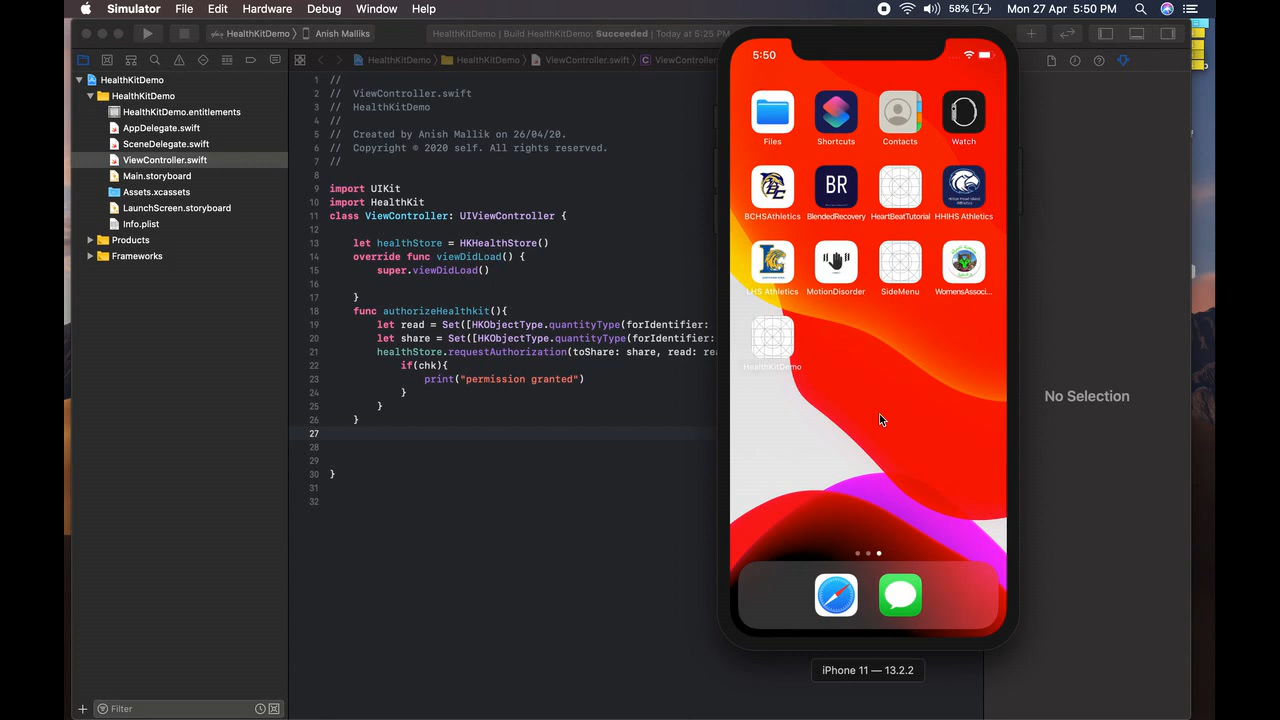 Simulator File Edit Hardware Debug Window Help 58% Mon 27 Apr 5:50 PM
HealthKitDemo Anish Malliks HealthKitDemo | Build HealthKitDemo: Succeeded | Today at 5:25 PM
HealthKitDemo HealthKitDemo ViewController.swift C ViewController
HealthKitDemo
HealthKitDemo
HealthKitDemo.entitlements
AppDelegate.swift
SceneDelegate.swift
ViewController.swift
Main.storyboard
Assets.xcassets
LaunchScreen.storyboard
Info.plist
Products
Frameworks
Filter
1 //
2 // ViewController.swift
3 // HealthKitDemo
4 //
5 // Created by Anish Mallik on 26/04/20.
6 // Copyright © 2020 self. All rights reserved.
7 //
8
9 import UIKit
10 import HealthKit
11 class ViewController: UIViewController {
12
13 let healthStore = HKHealthStore()
14 override func viewDidLoad() {
15 super.viewDidLoad()
16
17 }
18 func authorizeHealthkit(){
19 let read = Set([HKObjectType.quantityType(forIdentifier:
20 let share = Set([HKObjectType.quantityType(forIdentifier:
21 healthStore.requestAuthorization(toShare: share, read: rea
22 if(chk){
23 print("permission granted")
24 }
25 }
26 }
27
28
29
30 }
31
32
5:50
Files Shortcuts Contacts Watch
BC BR
BCHSAthletics BlendedRecovery HeartBeatTutorial HHIHS Athletics
L
LHS Athletics MotionDisorder SideMenu WomensAssoci...
HealthKitDemo
iPhone 11 — 13.2.2
No Selection